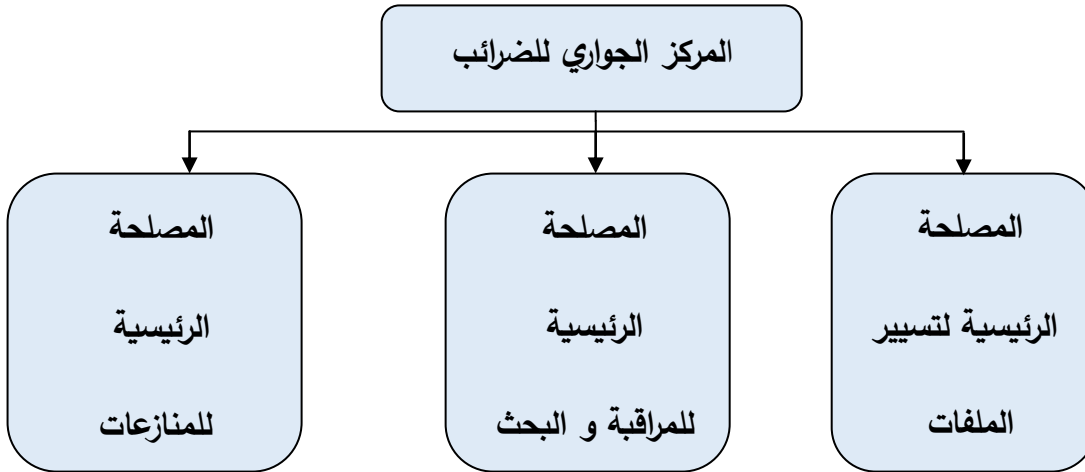 المركز الجواري للضرائب
المصلحة
الرئيسية لتسيير
الملفات
المصلحة
الرئيسية
للمراقبة و البحث
المصلحة
الرئيسية
للمنازعات